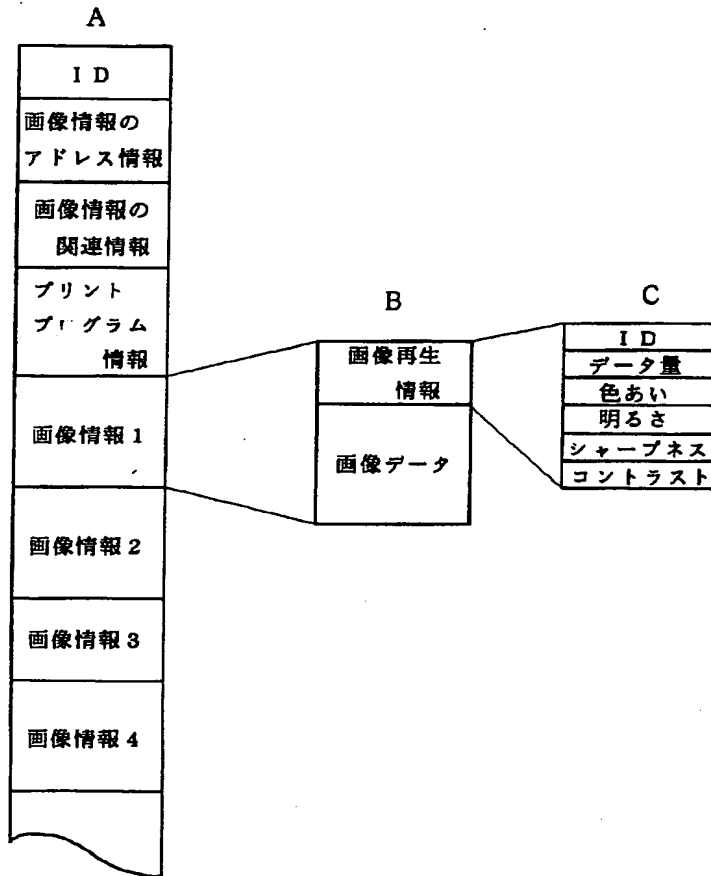 A
ID
画像情報の
アドレス情報
画像情報の
関連情報
プリント
プログラム
情報
画像情報1
画像情報2
画像情報3
画像情報4
B
画像再生
情報
画像データ
C
ID
データ量
色あい
明るさ
シャープネス
コントラスト